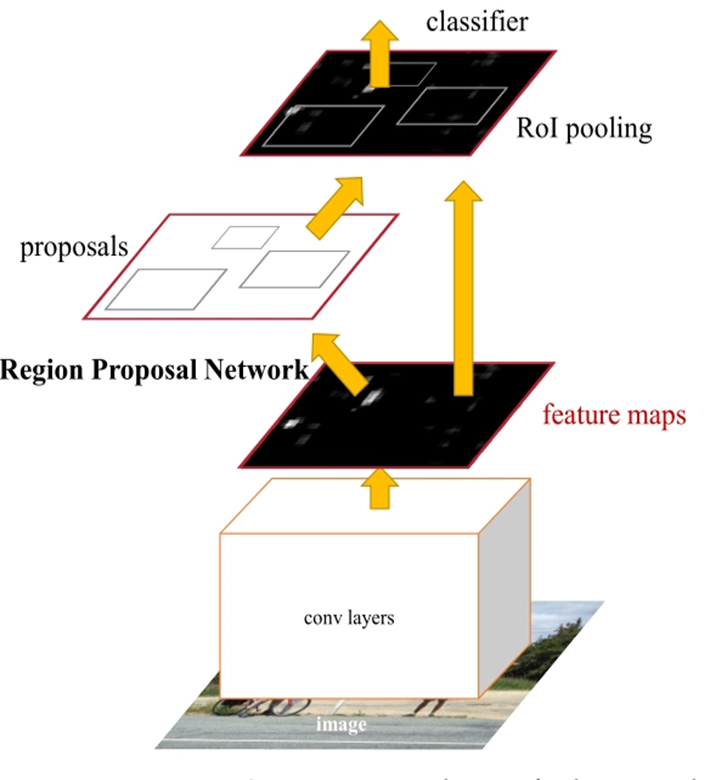 classifier
RoI pooling
proposals
Region Proposal Network
feature maps
conv layers
image